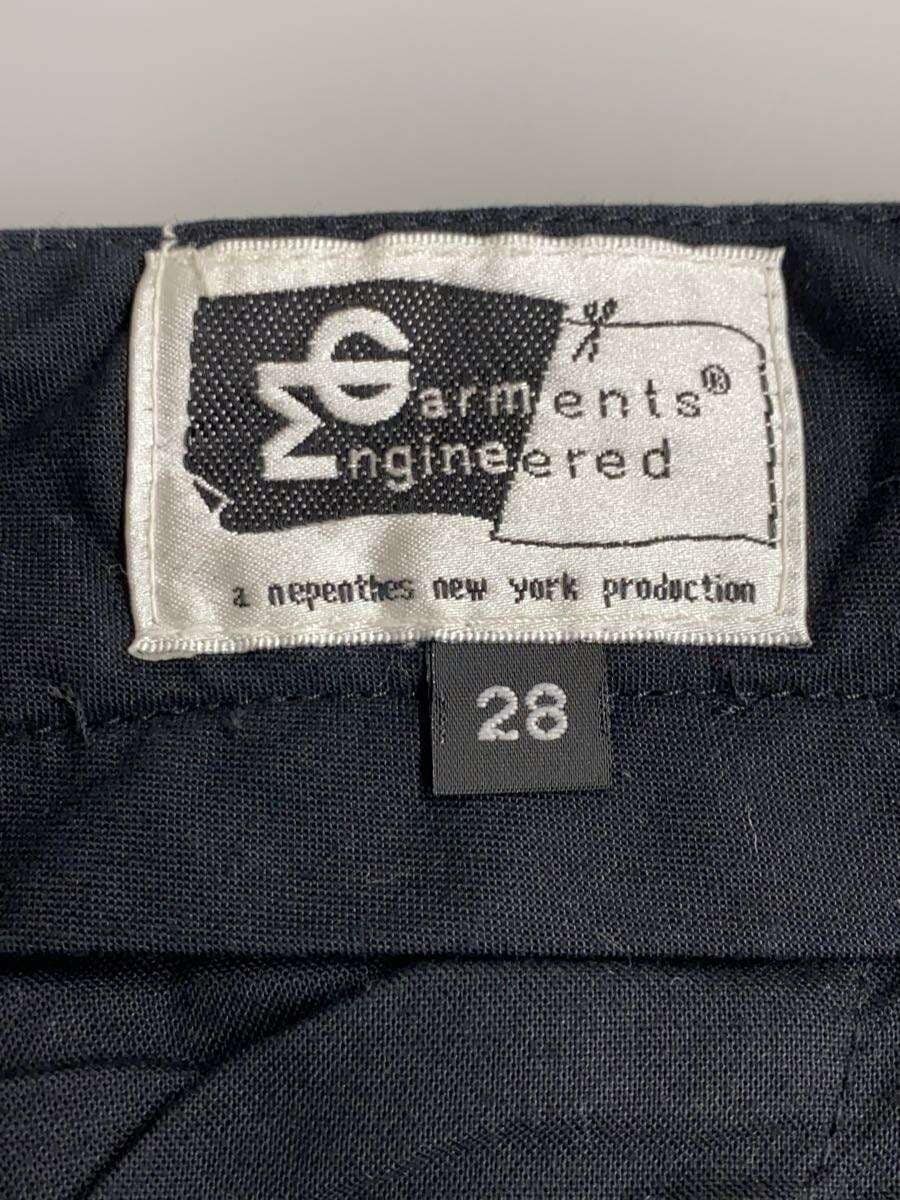 Garments®
Engineered
a nepenthes new york production
28